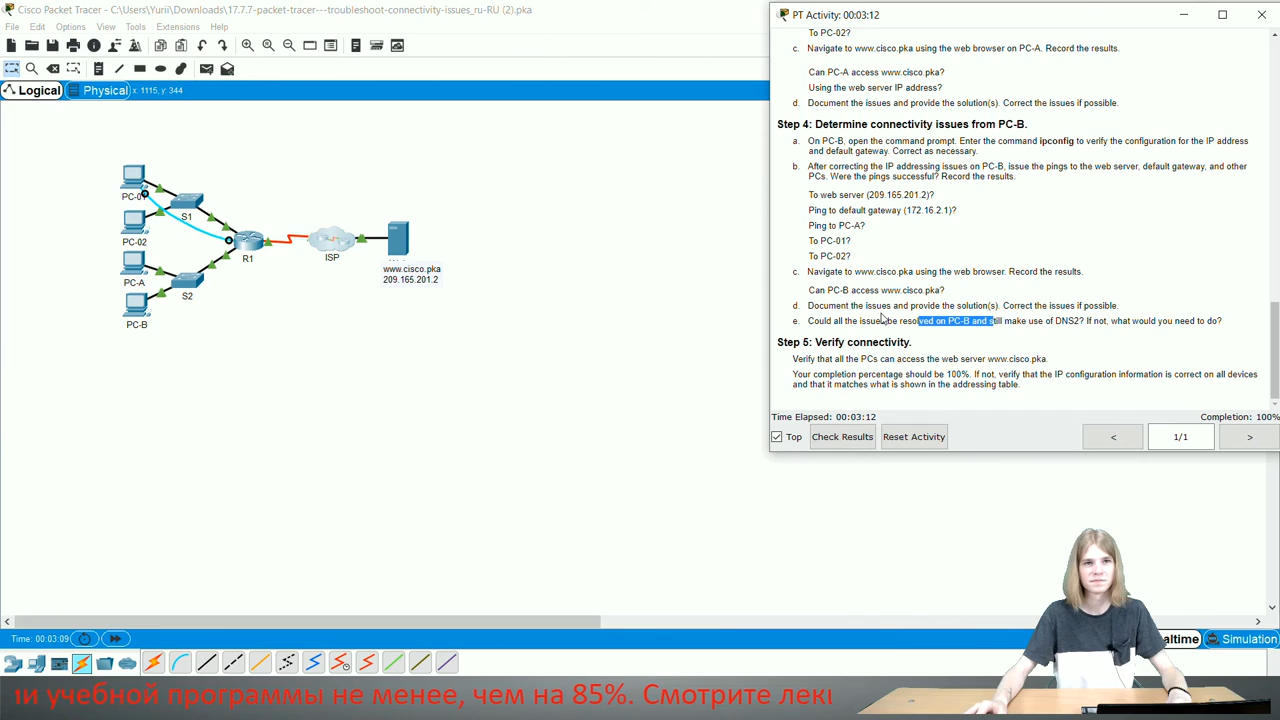 Cisco Packet Tracer - C:\Users\Yurii\Downloads\17.7.7-packet-tracer---troubleshoot-connectivity-issues_ru-RU (2).pka
File Edit Options View Tools Extensions Help
Logical Physical x: 1115, y: 344
PC-01
S1
PC-02
R1
ISP
PC-A
S2
PC-B
www.cisco.pka
209.165.201.2
PT Activity: 00:03:12
To PC-02?
c. Navigate to www.cisco.pka using the web browser on PC-A. Record the results.
Can PC-A access www.cisco.pka?
Using the web server IP address?
d. Document the issues and provide the solution(s). Correct the issues if possible.
Step 4: Determine connectivity issues from PC-B.
a. On PC-B, open the command prompt. Enter the command ipconfig to verify the configuration for the IP address
and default gateway. Correct as necessary.
b. After correcting the IP addressing issues on PC-B, issue the pings to the web server, default gateway, and other
PCs. Were the pings successful? Record the results.
To web server (209.165.201.2)?
Ping to default gateway (172.16.2.1)?
Ping to PC-A?
To PC-01?
To PC-02?
c. Navigate to www.cisco.pka using the web browser. Record the results.
Can PC-B access www.cisco.pka?
d. Document the issues and provide the solution(s). Correct the issues if possible.
e. Could all the issues be resolved on PC-B and still make use of DNS2? If not, what would you need to do?
Step 5: Verify connectivity.
Verify that all the PCs can access the web server www.cisco.pka.
Your completion percentage should be 100%. If not, verify that the IP configuration information is correct on all devices
and that it matches what is shown in the addressing table.
Time Elapsed: 00:03:12 Completion: 100%
Top Check Results Reset Activity < 1/1 >
Time: 00:03:09 altime Simulation
ии учебной программы не менее, чем на 85%. Смотрите лек